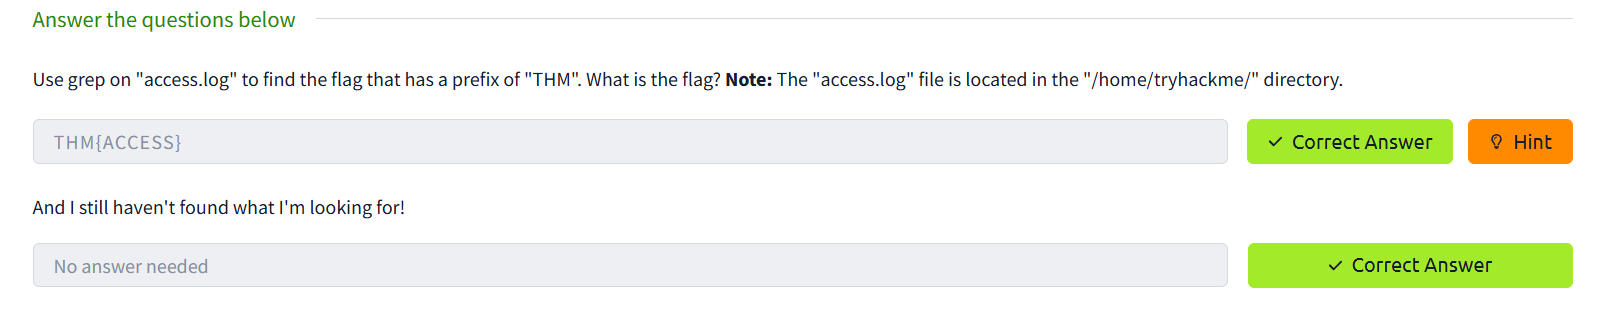 Answer the questions below
Use grep on "access.log" to find the flag that has a prefix of "THM". What is the flag? Note: The "access.log" file is located in the "/home/tryhackme/" directory.
THM{ACCESS} Correct Answer Hint
And I still haven't found what I'm looking for!
No answer needed Correct Answer